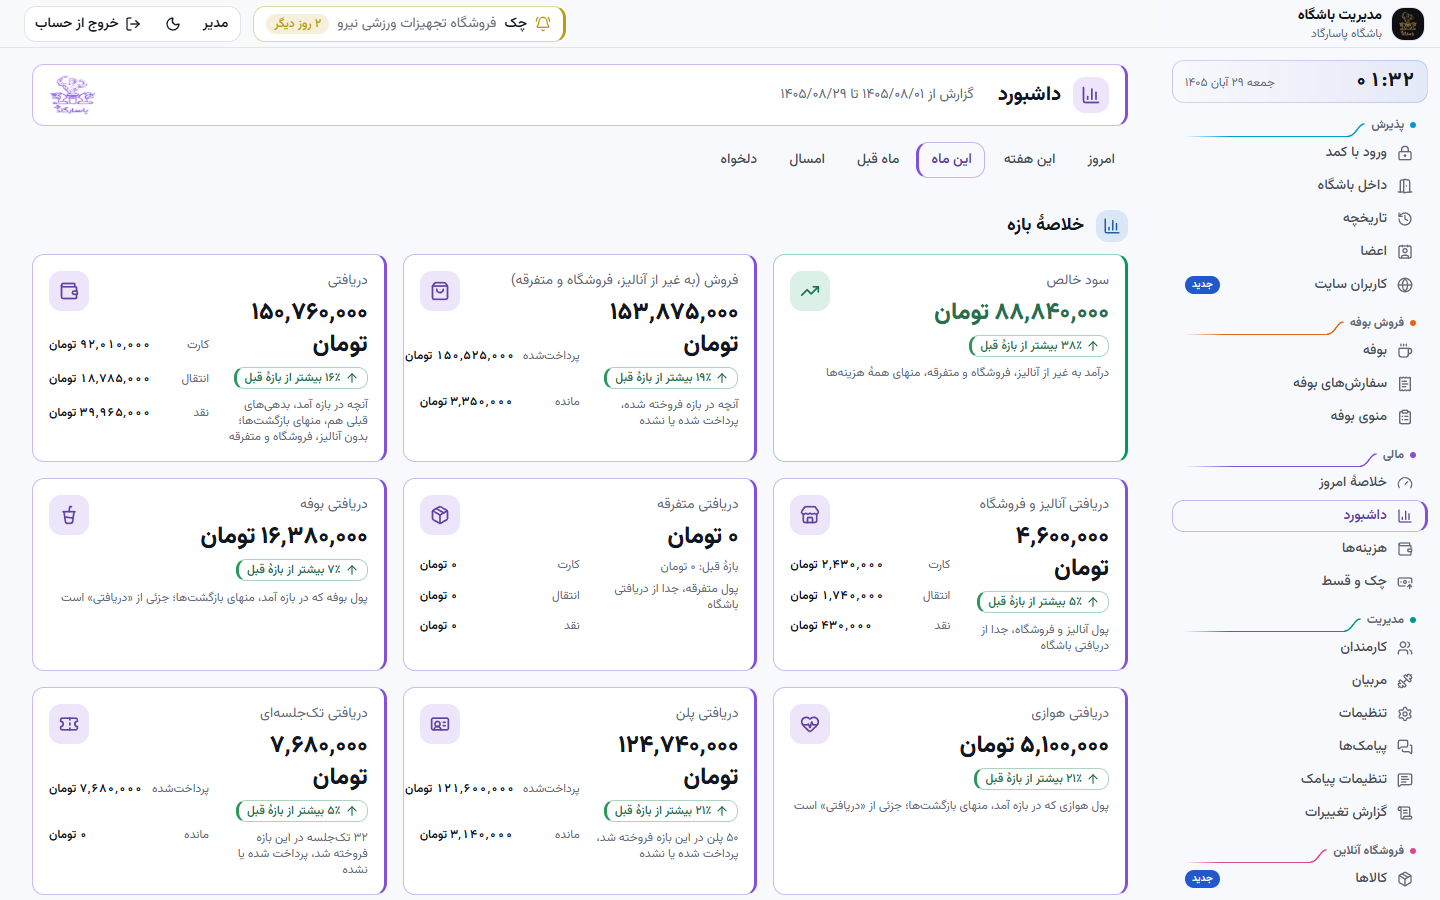 مدیریت باشگاه
باشگاه پاسارگاد
چک فروشگاه تجهیزات ورزشی نیرو ۲ روز دیگر
مدیر
خروج از حساب
۰۱:۳۲
جمعه ۲۹ آبان ۱۴۰۵
پذیرش
ورود با کمد
داخل باشگاه
تاریخچه
اعضا
کاربران سایت جدید
فروش بوفه
بوفه
سفارش‌های بوفه
منوی بوفه
مالی
خلاصهٔ امروز
داشبورد
هزینه‌ها
چک و قسط
مدیریت
کارمندان
مربیان
تنظیمات
پیامک‌ها
تنظیمات پیامک
گزارش تغییرات
فروشگاه آنلاین
کالاها جدید
داشبورد گزارش از ۱۴۰۵/۰۸/۰۱ تا ۱۴۰۵/۰۸/۲۹
پاسارگاد
امروز این هفته این ماه ماه قبل امسال دلخواه
خلاصهٔ بازه
سود خالص
۸۸,۸۴۰,۰۰۰ تومان
۳۸٪ بیشتر از بازهٔ قبل
درآمد به غیر از آنالیز، فروشگاه و متفرقه، منهای همهٔ هزینه‌ها
فروش (به غیر از آنالیز، فروشگاه و متفرقه)
۱۵۳,۸۷۵,۰۰۰
تومان
۱۹٪ بیشتر از بازهٔ قبل
آنچه در بازه فروخته شده،
پرداخت شده یا نشده
پرداخت‌شده ۱۵۰,۵۲۵,۰۰۰ تومان
مانده ۳,۳۵۰,۰۰۰ تومان
دریافتی
۱۵۰,۷۶۰,۰۰۰
تومان
۱۶٪ بیشتر از بازهٔ قبل
آنچه در بازه آمد، بدهی‌های
قبلی هم، منهای بازگشت‌ها؛
بدون آنالیز، فروشگاه و متفرقه
کارت ۹۲,۰۱۰,۰۰۰ تومان
انتقال ۱۸,۷۸۵,۰۰۰ تومان
نقد ۳۹,۹۶۵,۰۰۰ تومان
دریافتی آنالیز و فروشگاه
۴,۶۰۰,۰۰۰
تومان
۵٪ بیشتر از بازهٔ قبل
پول آنالیز و فروشگاه، جدا از
دریافتی باشگاه
کارت ۲,۴۳۰,۰۰۰ تومان
انتقال ۱,۷۴۰,۰۰۰ تومان
نقد ۴۳۰,۰۰۰ تومان
دریافتی متفرقه
۰ تومان
بازهٔ قبل: ۰ تومان
پول متفرقه، جدا از دریافتی
باشگاه
کارت ۰ تومان
انتقال ۰ تومان
نقد ۰ تومان
دریافتی بوفه
۱۶,۳۸۰,۰۰۰ تومان
۷٪ بیشتر از بازهٔ قبل
پول بوفه که در بازه آمد، منهای بازگشت‌ها؛ جزئی از «دریافتی» است
دریافتی هوازی
۵,۱۰۰,۰۰۰ تومان
۲۱٪ بیشتر از بازهٔ قبل
پول هوازی که در بازه آمد، منهای بازگشت‌ها؛ جزئی از «دریافتی» است
دریافتی پلن
۱۲۴,۷۴۰,۰۰۰
تومان
۲۱٪ بیشتر از بازهٔ قبل
۵۰ پلن در این بازه فروخته شد،
پرداخت شده یا نشده
پرداخت‌شده ۱۲۱,۶۰۰,۰۰۰ تومان
مانده ۳,۱۴۰,۰۰۰ تومان
دریافتی تک‌جلسه‌ای
۷,۶۸۰,۰۰۰
تومان
۵٪ بیشتر از بازهٔ قبل
۳۲ تک‌جلسه در این بازه
فروخته شد، پرداخت شده یا
نشده
پرداخت‌شده ۷,۶۸۰,۰۰۰ تومان
مانده ۰ تومان